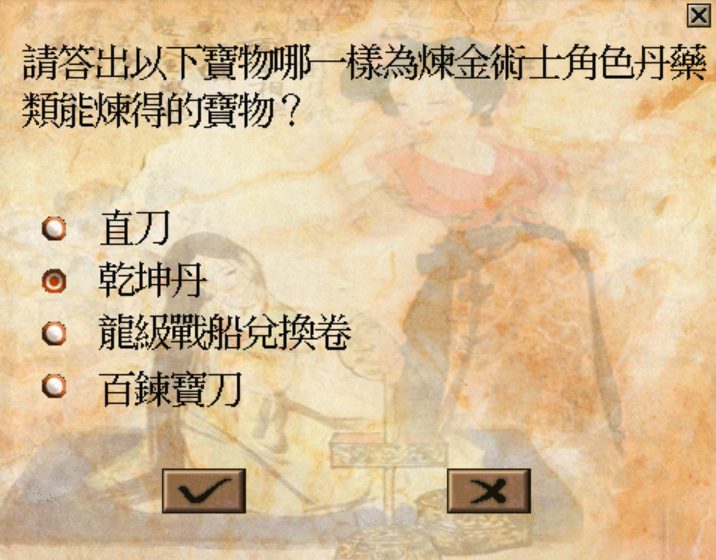 請答出以下寶物哪一樣為煉金術士角色丹藥
類能煉得的寶物？
直刀
乾坤丹
龍級戰船兌換卷
百鍊寶刀